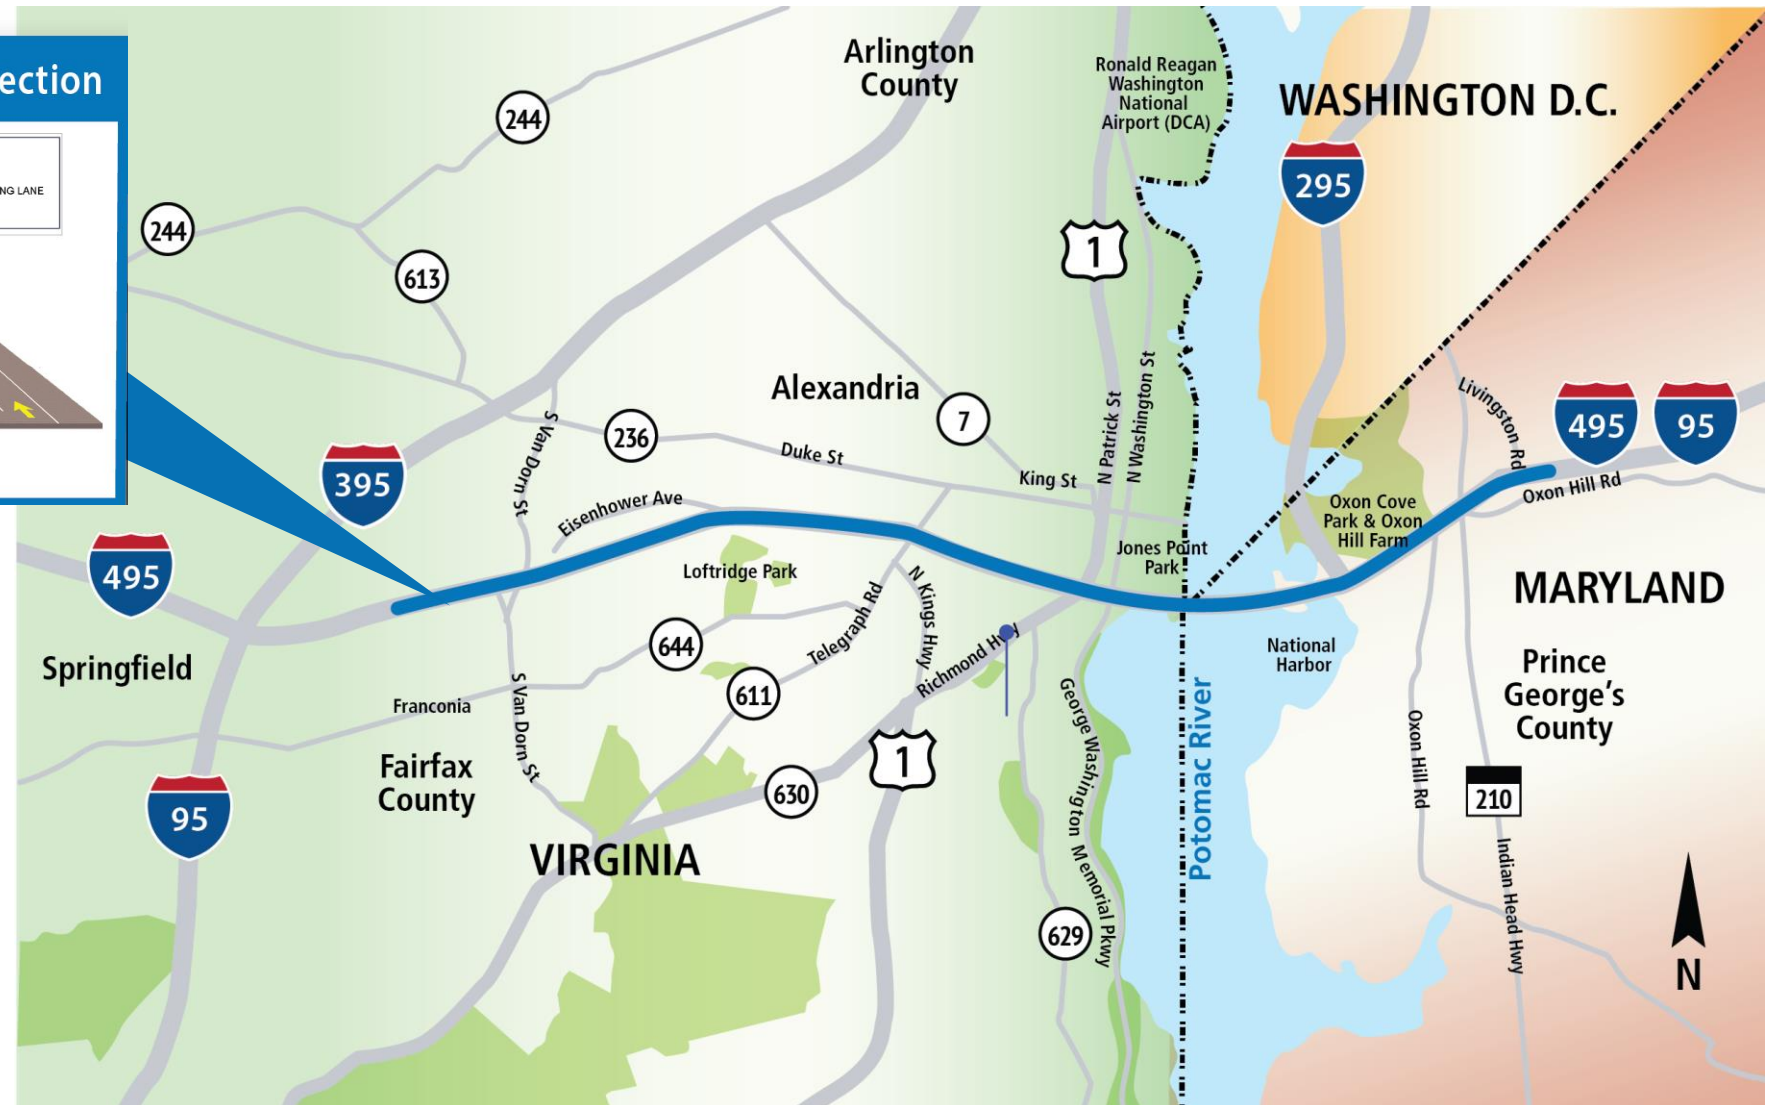 ection
NG LANE
Arlington
County
Ronald Reagan
Washington
National
Airport (DCA)
WASHINGTON D.C.
244
295
244
1
613
Alexandria
7
N Patrick St
N Washington St
Livingston Rd
495
95
S Van Dorn St
236
Duke St
King St
395
Eisenhower Ave
Oxon Hill Rd
Oxon Cove
Park & Oxon
Hill Farm
Jones Point
Park
495
Loftridge Park
N Kings Hwy
MARYLAND
Telegraph Rd
644
Richmond Hwy
National
Harbor
Springfield
Prince
George's
County
611
Franconia
S Van Dorn St
George Washington Memorial Pkwy
Potomac River
Oxon Hill Rd
1
Fairfax
County
95
630
210
VIRGINIA
Indian Head Hwy
629
N